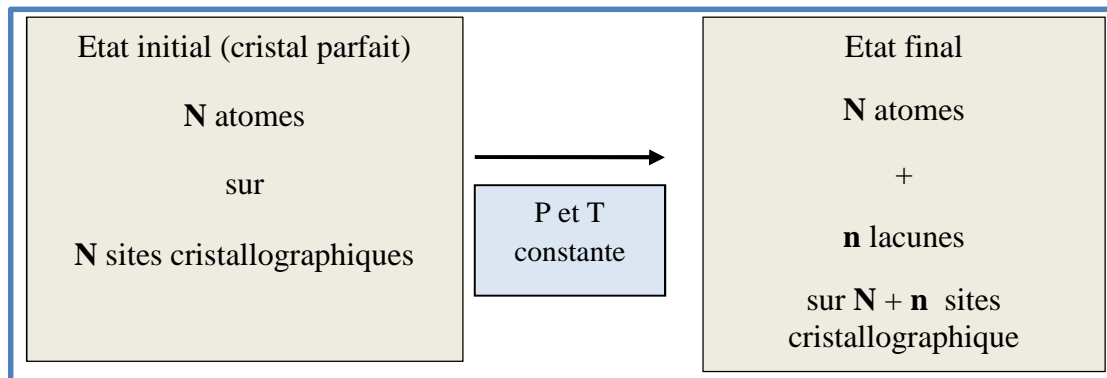 Etat initial (cristal parfait)
N atomes
sur
N sites cristallographiques
P et T
constante
Etat final
N atomes
+
n lacunes
sur N + n sites
cristallographique